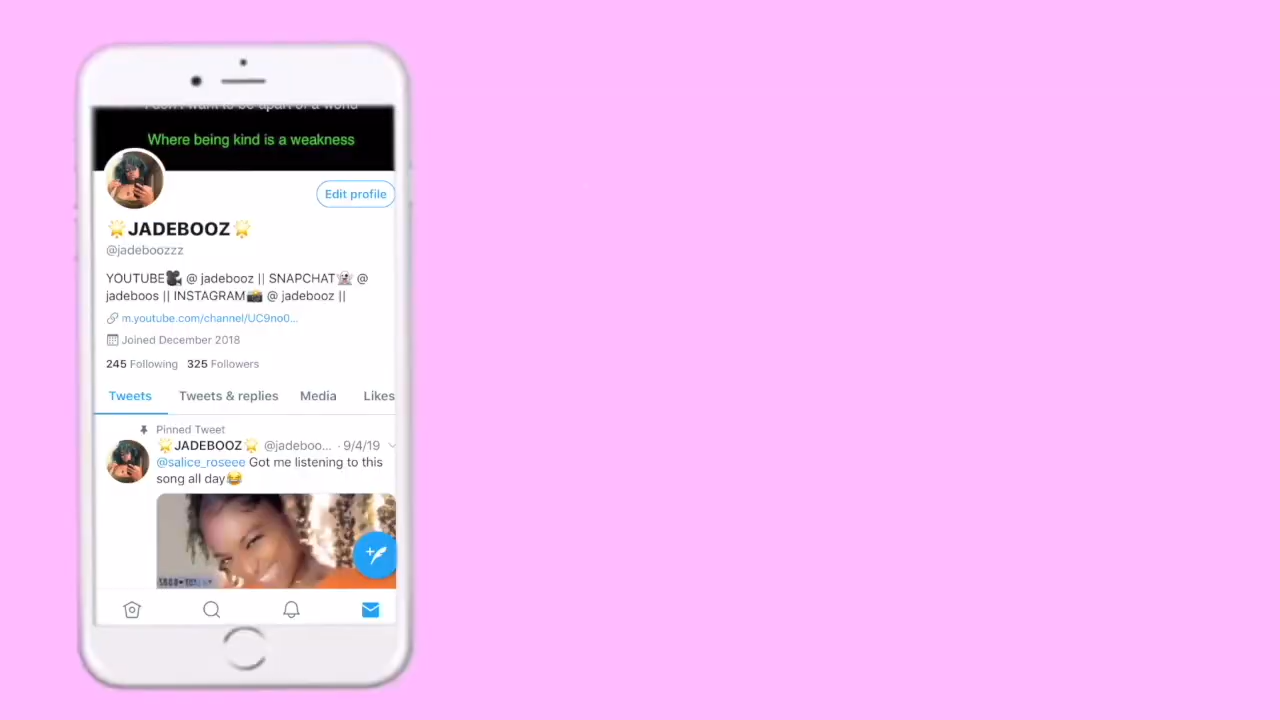 Where being kind is a weakness
Edit profile
🌟JADEBOOZ🌟
@jadeboozzz
YOUTUBE🎥 @ jadebooz || SNAPCHAT👻 @
jadeboos || INSTAGRAM📸 @ jadebooz ||
m.youtube.com/channel/UC9no0...
Joined December 2018
245 Following 325 Followers
Tweets Tweets & replies Media Likes
Pinned Tweet
🌟JADEBOOZ🌟 @jadeboo... · 9/4/19
@salice_roseee Got me listening to this
song all day😂